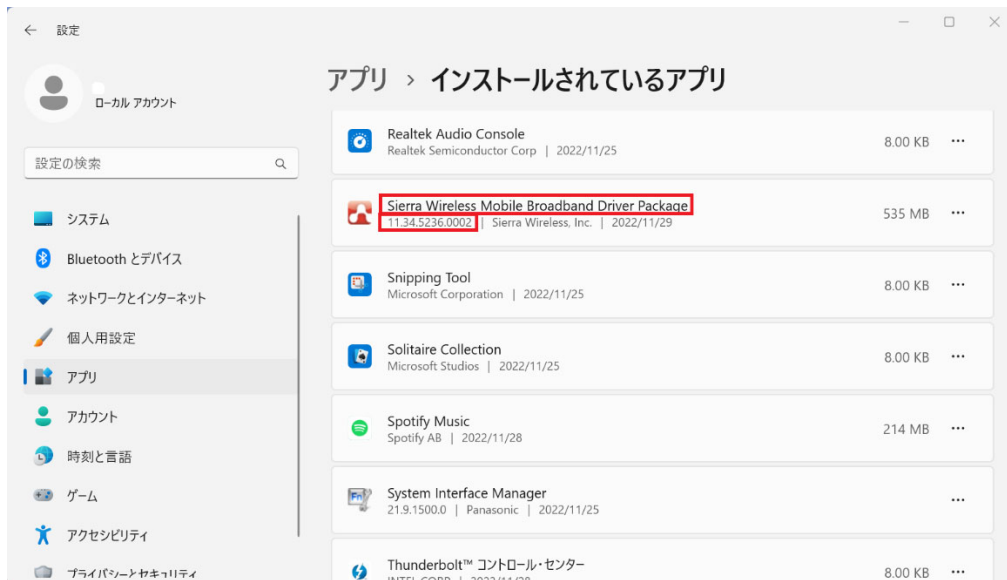 設定
ローカル アカウント
設定の検索
システム
Bluetooth とデバイス
ネットワークとインターネット
個人用設定
アプリ
アカウント
時刻と言語
ゲーム
アクセシビリティ
プライバシーとセキュリティ
アプリ › インストールされているアプリ
Realtek Audio Console
Realtek Semiconductor Corp | 2022/11/25
8.00 KB
Sierra Wireless Mobile Broadband Driver Package
11.34.5236.0002 | Sierra Wireless, Inc. | 2022/11/29
535 MB
Snipping Tool
Microsoft Corporation | 2022/11/25
8.00 KB
Solitaire Collection
Microsoft Studios | 2022/11/25
8.00 KB
Spotify Music
Spotify AB | 2022/11/28
214 MB
System Interface Manager
21.9.1500.0 | Panasonic | 2022/11/25
Thunderbolt™ コントロール・センター
INTEL CORP | 2022/11/28
8.00 KB